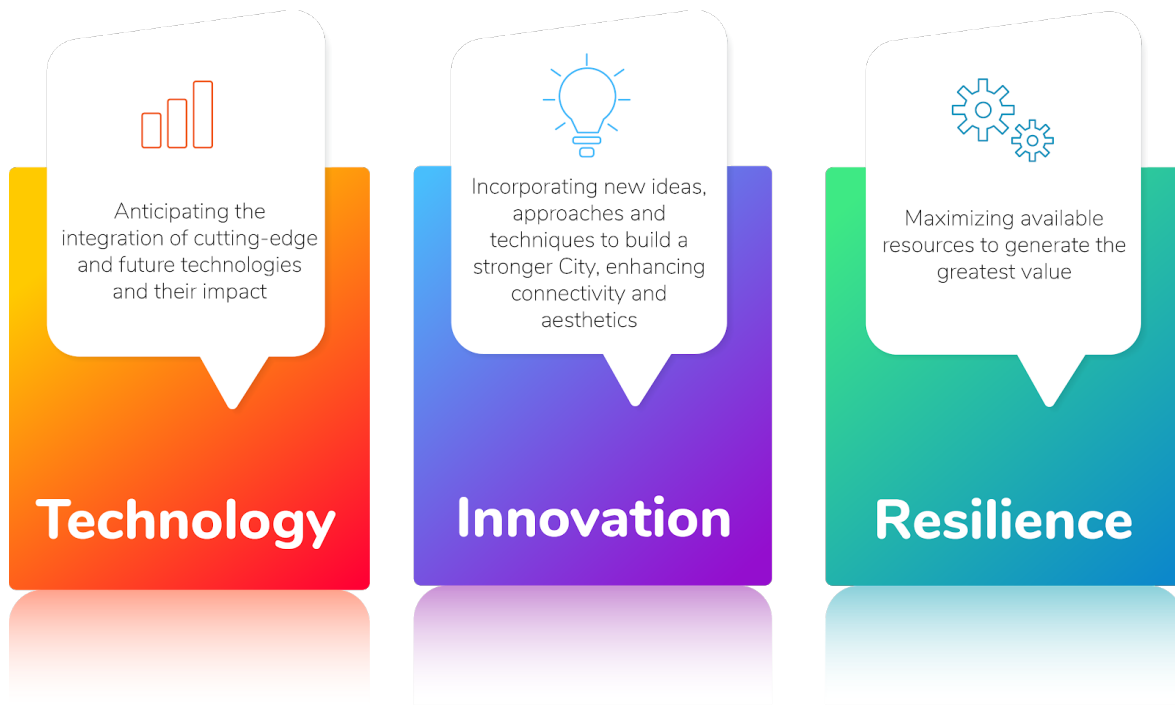 Anticipating the
integration of cutting-edge
and future technologies
and their impact
Technology
Incorporating new ideas,
approaches and
techniques to build a
stronger City, enhancing
connectivity and
aesthetics
Innovation
Maximizing available
resources to generate the
greatest value
Resilience